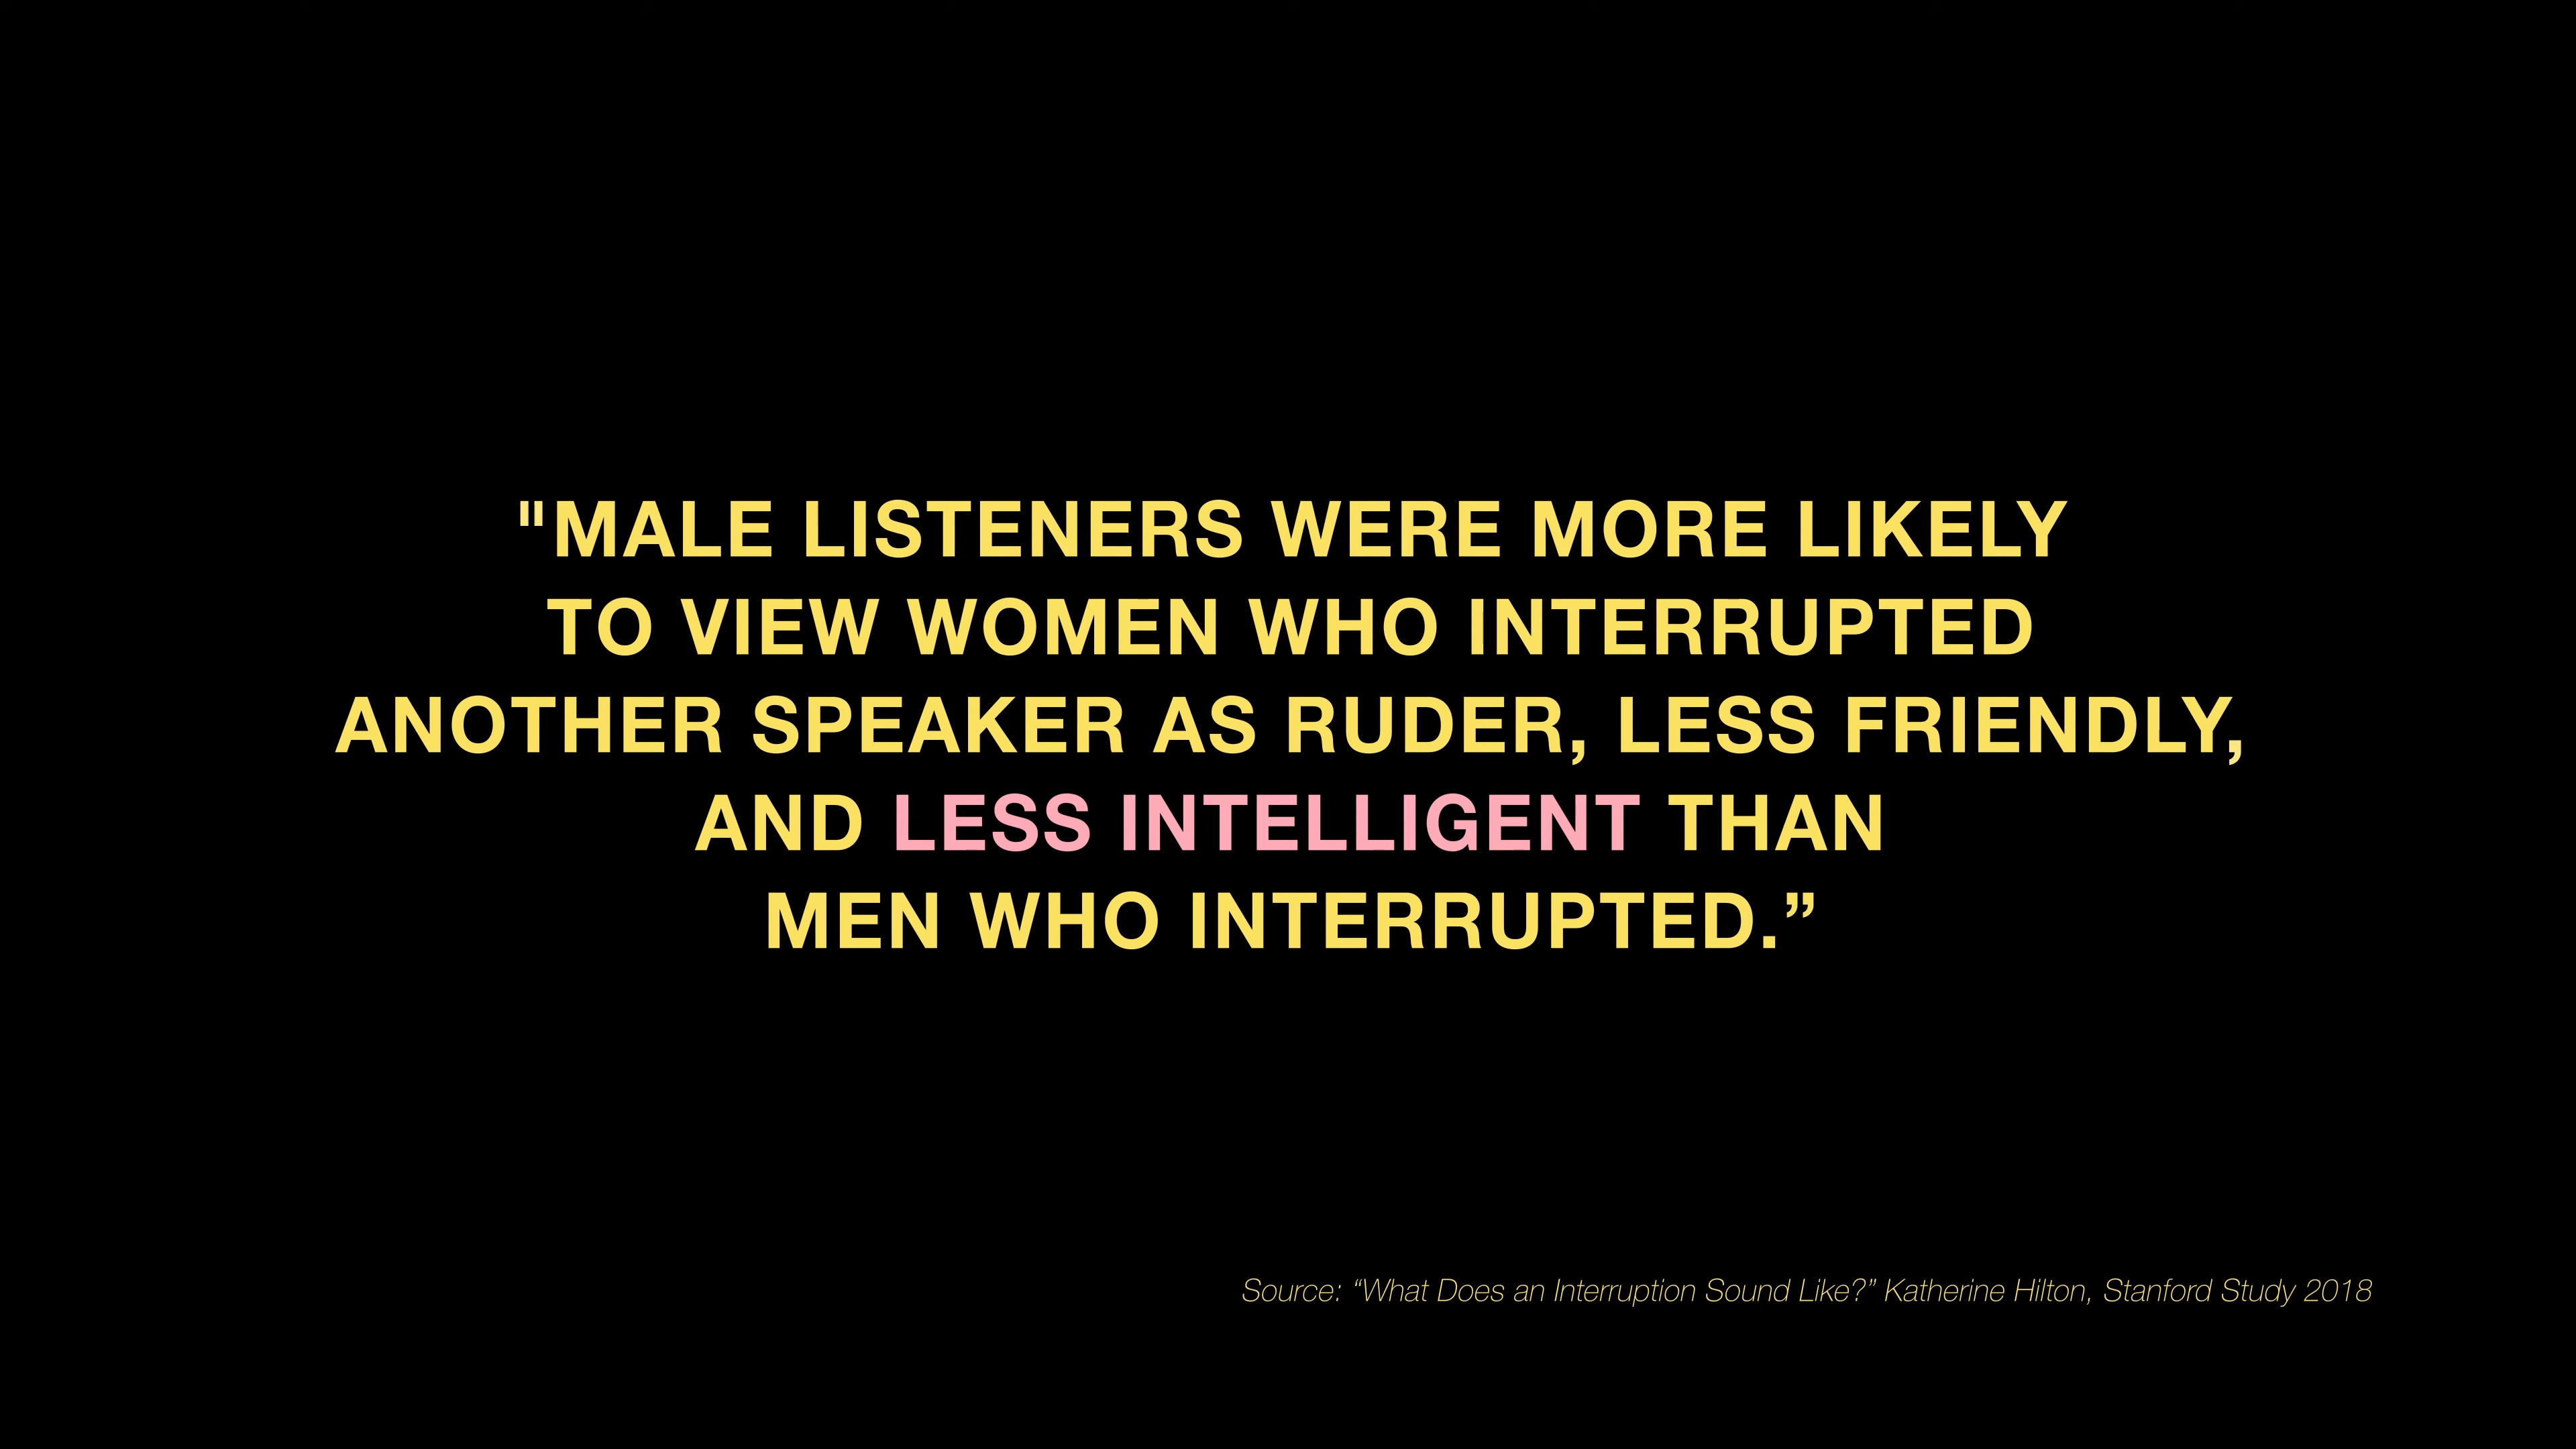 "MALE LISTENERS WERE MORE LIKELY
TO VIEW WOMEN WHO INTERRUPTED
ANOTHER SPEAKER AS RUDER, LESS FRIENDLY,
AND LESS INTELLIGENT THAN
MEN WHO INTERRUPTED.”
Source: “What Does an Interruption Sound Like?” Katherine Hilton, Stanford Study 2018